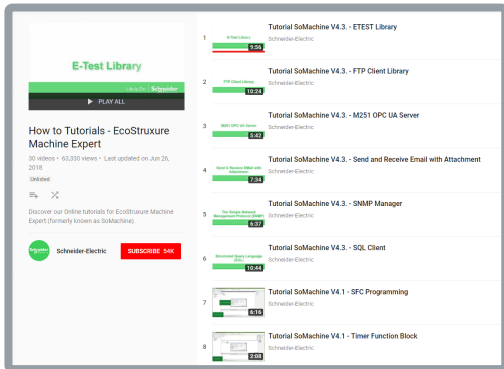 E-Test Library
Life Is On Schneider
PLAY ALL
How to Tutorials - EcoStruxure
Machine Expert
30 videos • 63,330 views • Last updated on Jun 26,
2018
Unlisted
Discover our Online tutorials for EcoStruxure Machine
Expert (formerly known as SoMachine).
Schneider-Electric
SUBSCRIBE 54K
1
E-Test Library
9:56
Tutorial SoMachine V4.3. - ETEST Library
Schneider-Electric
2
FTP Client Library
10:24
Tutorial SoMachine V4.3. - FTP Client Library
Schneider-Electric
3
M251 OPC UA Server
5:42
Tutorial SoMachine V4.3. - M251 OPC UA Server
Schneider-Electric
4
Send & Receive EMail with
Attachment
7:34
Tutorial SoMachine V4.3. - Send and Receive Email with Attachment
Schneider-Electric
5
The Simple Network
Management Protocol (SNMP)
6:37
Tutorial SoMachine V4.3. - SNMP Manager
Schneider-Electric
6
Structured Query Language
(SQL)
10:44
Tutorial SoMachine V4.3. - SQL Client
Schneider-Electric
7
6:16
Tutorial SoMachine V4.1 - SFC Programming
Schneider-Electric
8
2:08
Tutorial SoMachine V4.1 - Timer Function Block
Schneider-Electric